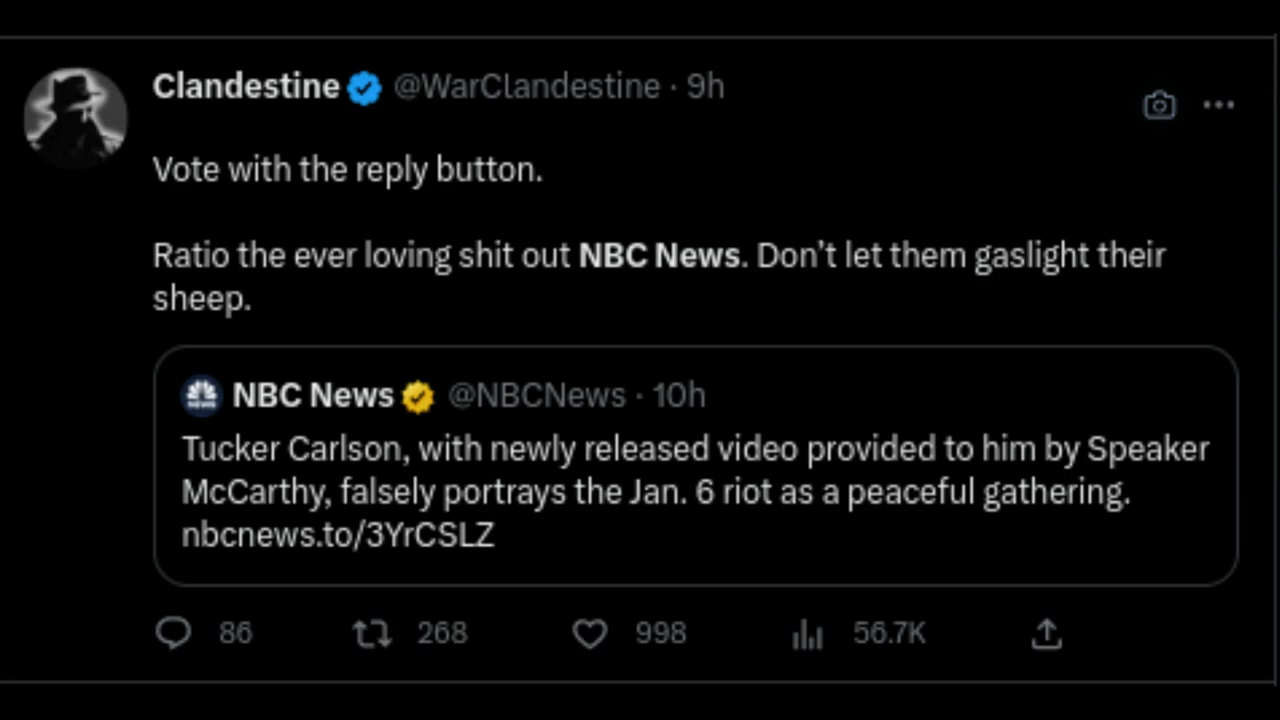 Clandestine @WarClandestine · 9h
Vote with the reply button.
Ratio the ever loving shit out NBC News. Don’t let them gaslight their
sheep.
NBC News @NBCNews · 10h
Tucker Carlson, with newly released video provided to him by Speaker
McCarthy, falsely portrays the Jan. 6 riot as a peaceful gathering.
nbcnews.to/3YrCSLZ
86 268 998 56.7K